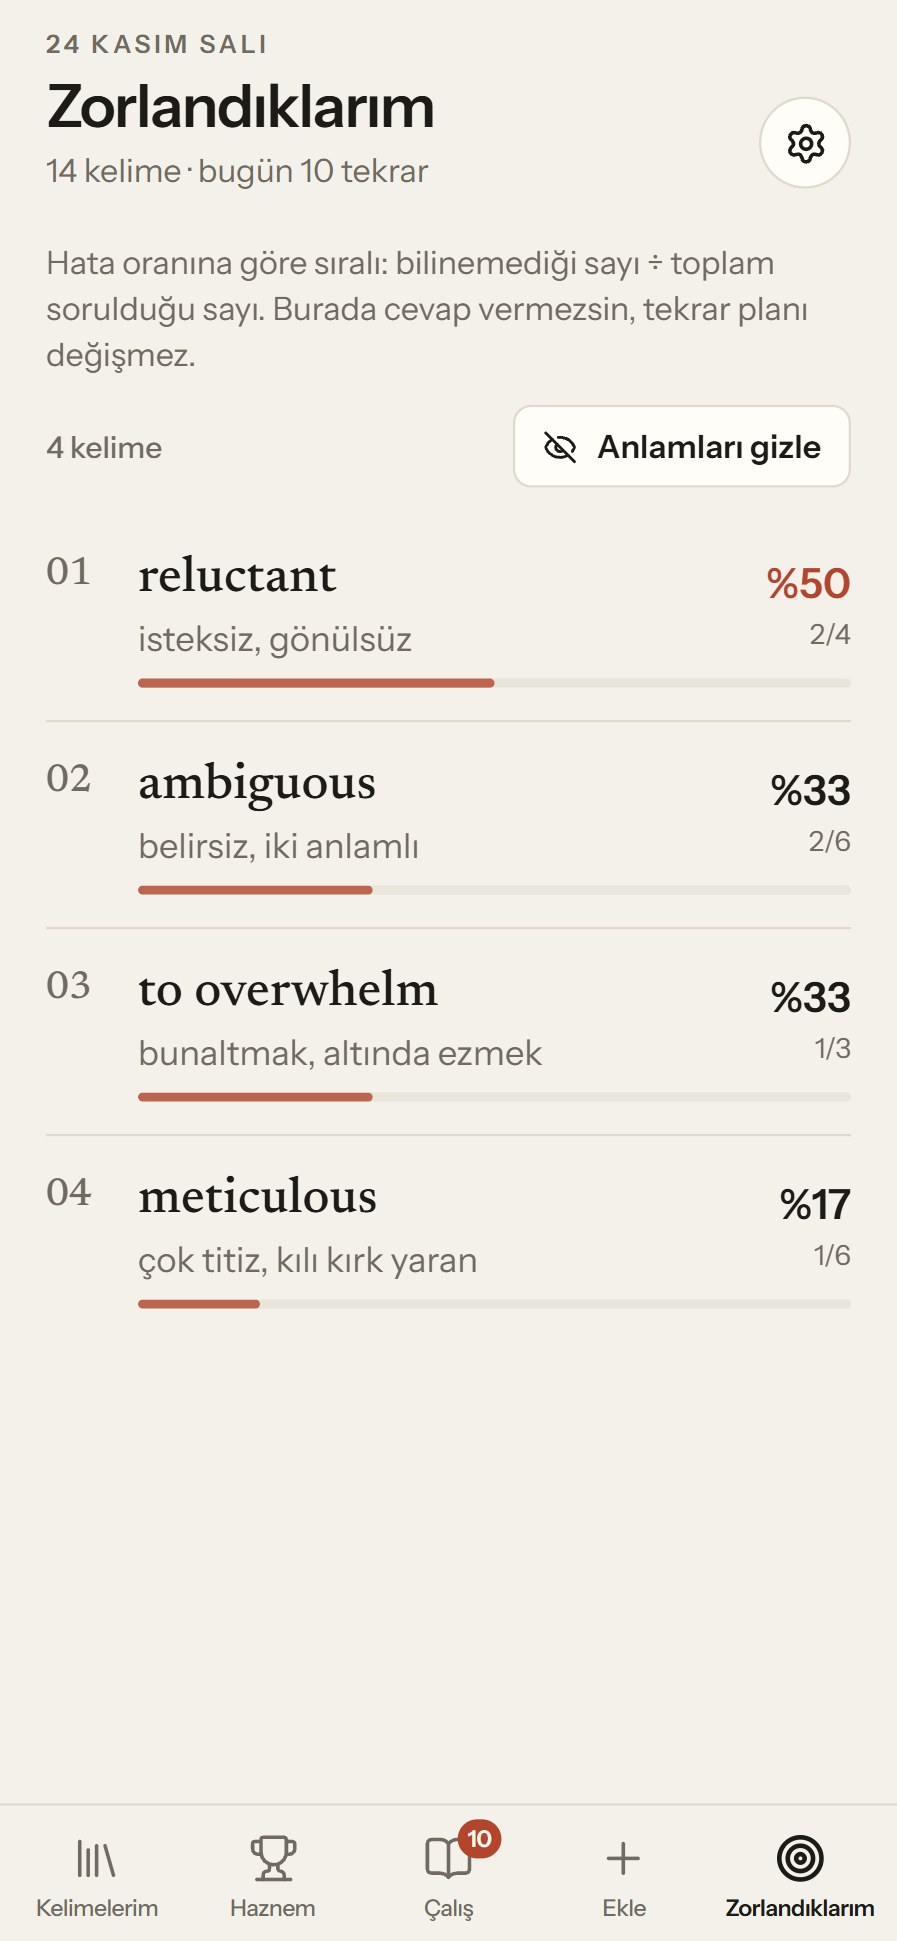 24 KASIM SALI
Zorlandıklarım
14 kelime · bugün 10 tekrar
Hata oranına göre sıralı: bilinemediği sayı ÷ toplam
sorulduğu sayı. Burada cevap vermezsin, tekrar planı
değişmez.
4 kelime
Anlamları gizle
01 reluctant %50
isteksiz, gönülsüz 2/4
02 ambiguous %33
belirsiz, iki anlamlı 2/6
03 to overwhelm %33
bunaltmak, altında ezmek 1/3
04 meticulous %17
çok titiz, kılı kırk yaran 1/6
10
Kelimelerim Haznem Çalış Ekle Zorlandıklarım